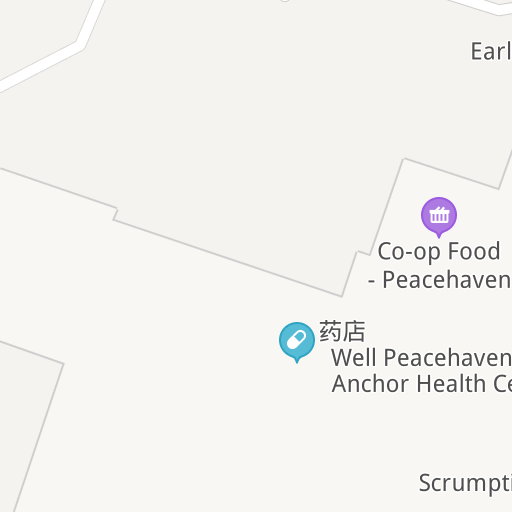 Earl
Co-op Food
- Peacehaven
药店
Well Peacehaven
Anchor Health Ce
Scrumpti